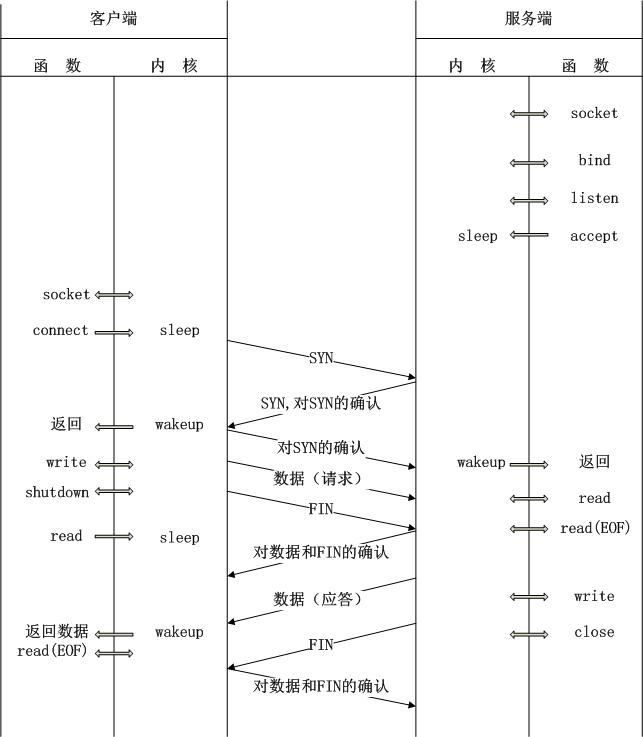 客户端 服务端
函 数 内 核 内 核 函 数
socket
bind
listen
sleep accept
socket
connect sleep
SYN
SYN,对SYN的确认
返回 wakeup
对SYN的确认
write wakeup 返回
数据（请求）
shutdown read
FIN
read sleep read(EOF)
对数据和FIN的确认
数据（应答） write
返回数据 wakeup close
read(EOF) FIN
对数据和FIN的确认